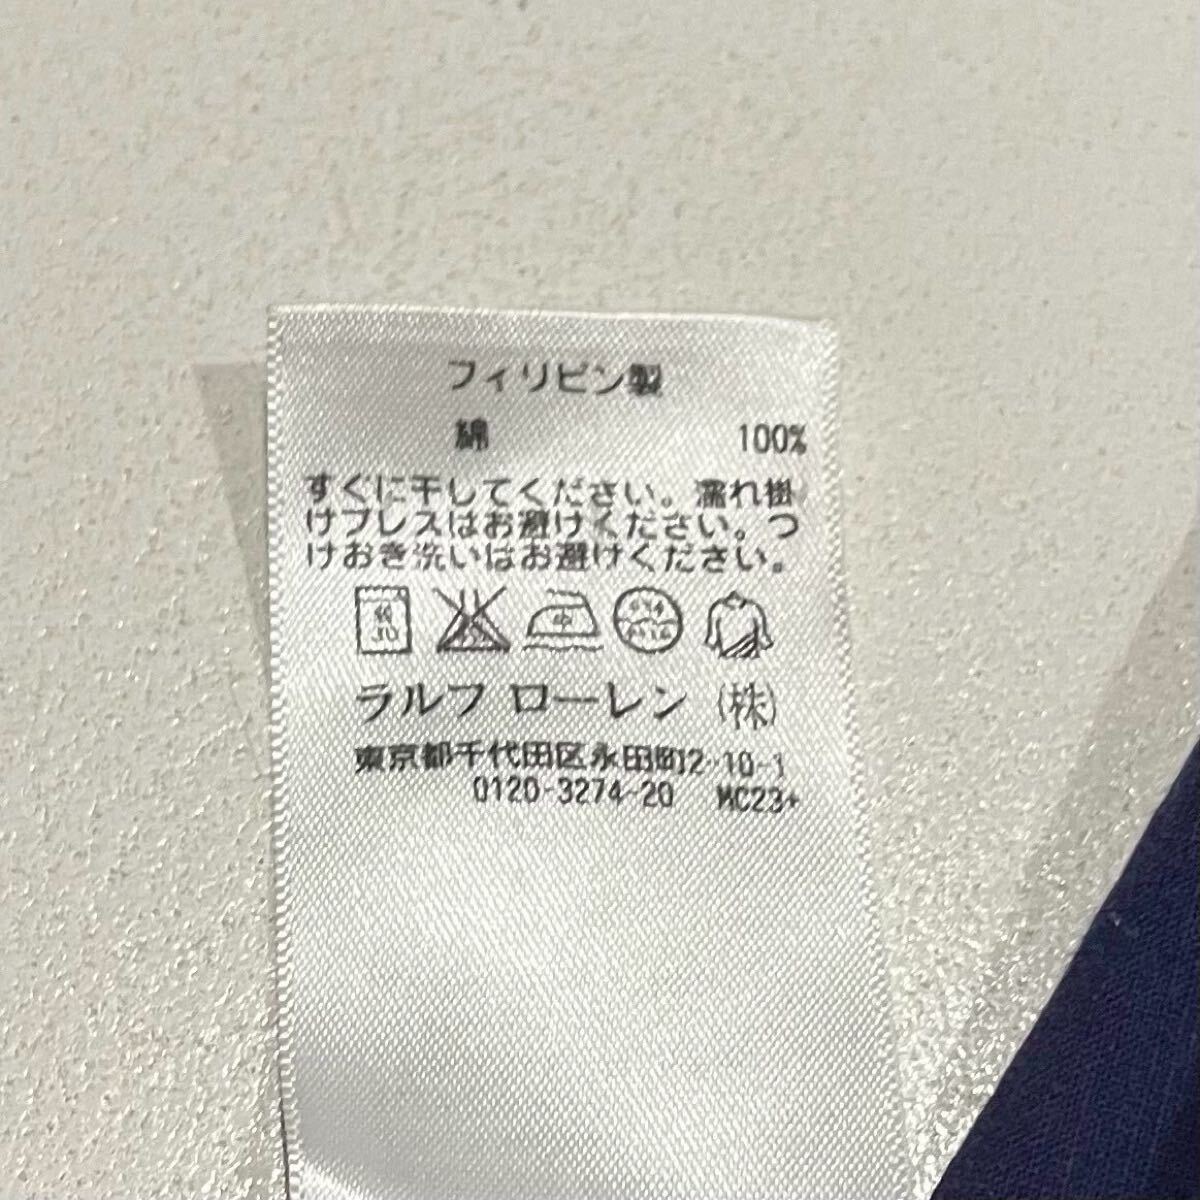 フィリピン製
綿 100%
すぐに干してください。濡れ掛
けプレスはお避けください。つ
けおき洗いはお避けください。
中
ラルフ ローレン (株)
東京都千代田区永田町2-10-1
0120-3274-20 MC23+